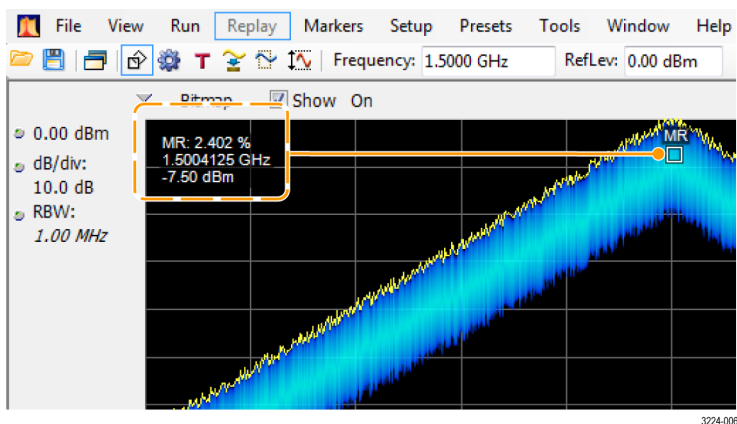 File View Run Replay Markers Setup Presets Tools Window Help
T Frequency: 1.5000 GHz RefLev: 0.00 dBm
Bitmap Show On
0.00 dBm
dB/div:
10.0 dB
RBW:
1.00 MHz
MR: 2.402 %
1.5004125 GHz
-7.50 dBm
MR
3224-006